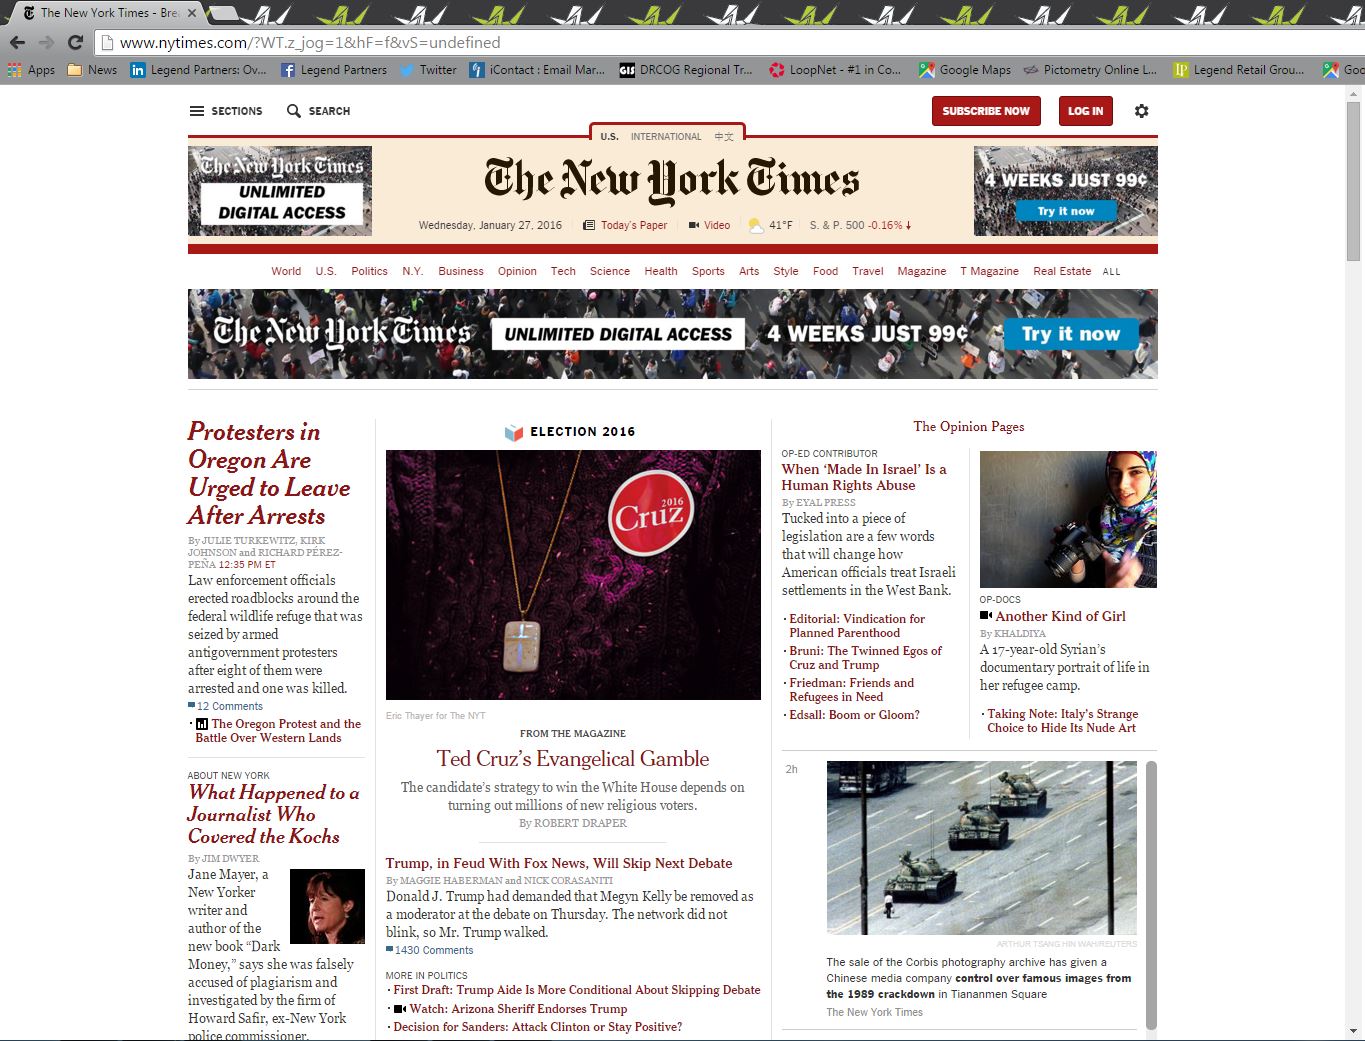 The New York Times - Brea
www.nytimes.com/?WT.z_jog=1&hF=f&vS=undefined
Apps News Legend Partners: Ov... Legend Partners Twitter iContact : Email Mar... GIS DRCOG Regional Tr... LoopNet - #1 in Co... Google Maps Pictometry Online L... LP Legend Retail Grou... Goo
SECTIONS SEARCH SUBSCRIBE NOW LOG IN
U.S. INTERNATIONAL 中文
The New York Times
UNLIMITED
DIGITAL ACCESS
The New York Times
4 WEEKS JUST 99¢
Try it now
Wednesday, January 27, 2016 Today's Paper Video 41°F S. & P. 500 -0.16%↓
World U.S. Politics N.Y. Business Opinion Tech Science Health Sports Arts Style Food Travel Magazine T Magazine Real Estate ALL
The New York Times UNLIMITED DIGITAL ACCESS 4 WEEKS JUST 99¢ Try it now
Protesters in
Oregon Are
Urged to Leave
After Arrests
By JULIE TURKEWITZ, KIRK
JOHNSON and RICHARD PÉREZ-
PEÑA 12:35 PM ET
Law enforcement officials
erected roadblocks around the
federal wildlife refuge that was
seized by armed
antigovernment protesters
after eight of them were
arrested and one was killed.
12 Comments
· The Oregon Protest and the
Battle Over Western Lands
ABOUT NEW YORK
What Happened to a
Journalist Who
Covered the Kochs
By JIM DWYER
Jane Mayer, a
New Yorker
writer and
author of the
new book “Dark
Money,” says she was falsely
accused of plagiarism and
investigated by the firm of
Howard Safir, ex-New York
police commissioner.
ELECTION 2016
2016
Cruz
Eric Thayer for The NYT
FROM THE MAGAZINE
Ted Cruz’s Evangelical Gamble
The candidate’s strategy to win the White House depends on
turning out millions of new religious voters.
By ROBERT DRAPER
Trump, in Feud With Fox News, Will Skip Next Debate
By MAGGIE HABERMAN and NICK CORASANITI
Donald J. Trump had demanded that Megyn Kelly be removed as
a moderator at the debate on Thursday. The network did not
blink, so Mr. Trump walked.
1430 Comments
MORE IN POLITICS
· First Draft: Trump Aide Is More Conditional About Skipping Debate
· Watch: Arizona Sheriff Endorses Trump
· Decision for Sanders: Attack Clinton or Stay Positive?
The Opinion Pages
OP-ED CONTRIBUTOR
When ‘Made In Israel’ Is a
Human Rights Abuse
By EYAL PRESS
Tucked into a piece of
legislation are a few words
that will change how
American officials treat Israeli
settlements in the West Bank.
· Editorial: Vindication for
Planned Parenthood
· Bruni: The Twinned Egos of
Cruz and Trump
· Friedman: Friends and
Refugees in Need
· Edsall: Boom or Gloom?
OP-DOCS
Another Kind of Girl
By KHALDIYA
A 17-year-old Syrian’s
documentary portrait of life in
her refugee camp.
· Taking Note: Italy’s Strange
Choice to Hide Its Nude Art
2h
ARTHUR TSANG HIN WAH/REUTERS
The sale of the Corbis photography archive has given a
Chinese media company control over famous images from
the 1989 crackdown in Tiananmen Square
The New York Times